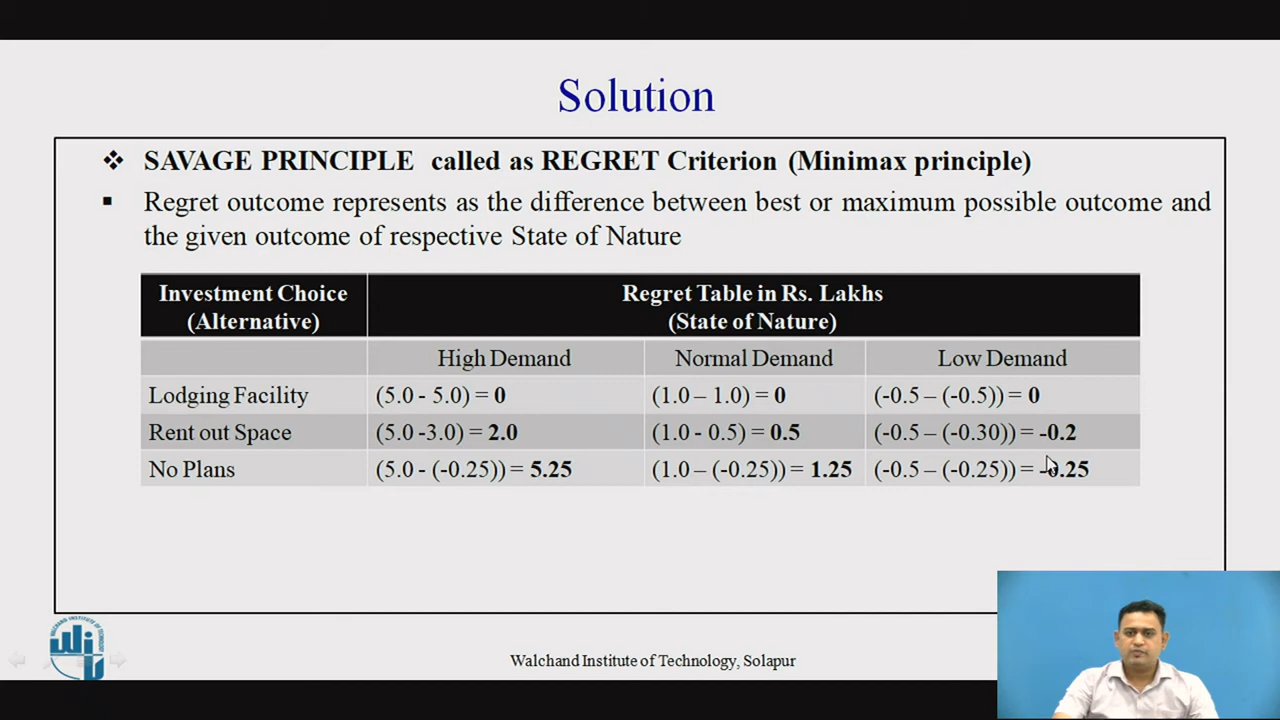 Solution
❖ SAVAGE PRINCIPLE called as REGRET Criterion (Minimax principle)
▪ Regret outcome represents as the difference between best or maximum possible outcome and
the given outcome of respective State of Nature
Investment Choice (Alternative) Regret Table in Rs. Lakhs (State of Nature)
High Demand Normal Demand Low Demand
Lodging Facility (5.0 - 5.0) = 0 (1.0 – 1.0) = 0 (-0.5 – (-0.5)) = 0
Rent out Space (5.0 -3.0) = 2.0 (1.0 - 0.5) = 0.5 (-0.5 – (-0.30)) = -0.2
No Plans (5.0 - (-0.25)) = 5.25 (1.0 – (-0.25)) = 1.25 (-0.5 – (-0.25)) = -0.25
Walchand Institute of Technology, Solapur